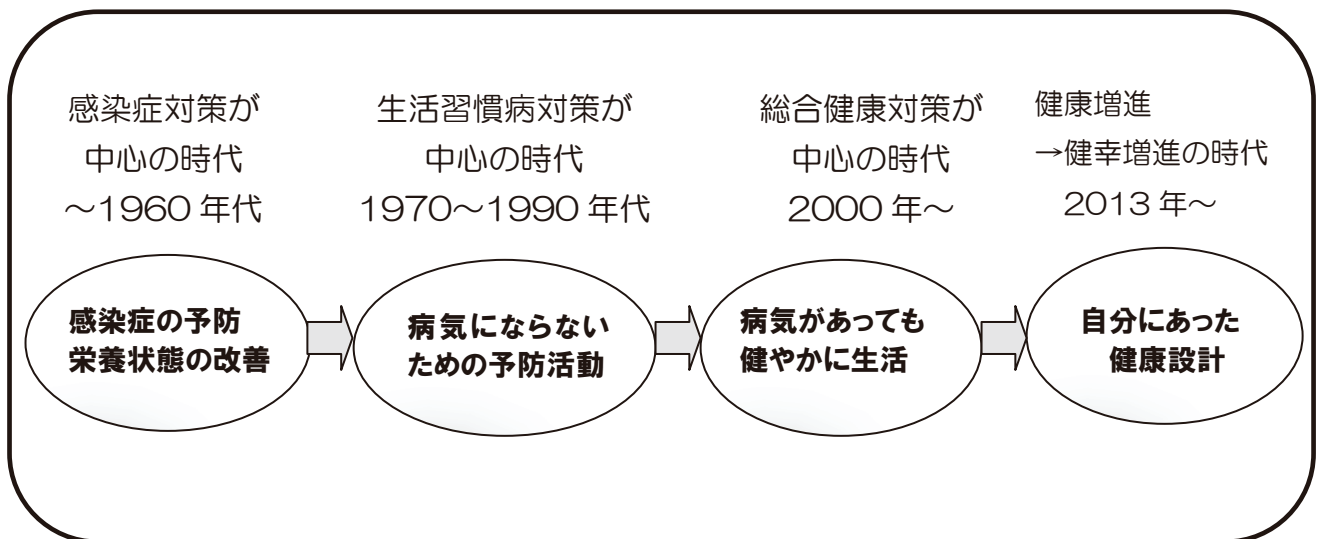 感染症対策が
中心の時代
~1960 年代
生活習慣病対策が
中心の時代
1970~1990 年代
総合健康対策が
中心の時代
2000 年~
健康増進
→健幸増進の時代
2013 年~
感染症の予防
栄養状態の改善
病気にならない
ための予防活動
病気があっても
健やかに生活
自分にあった
健康設計